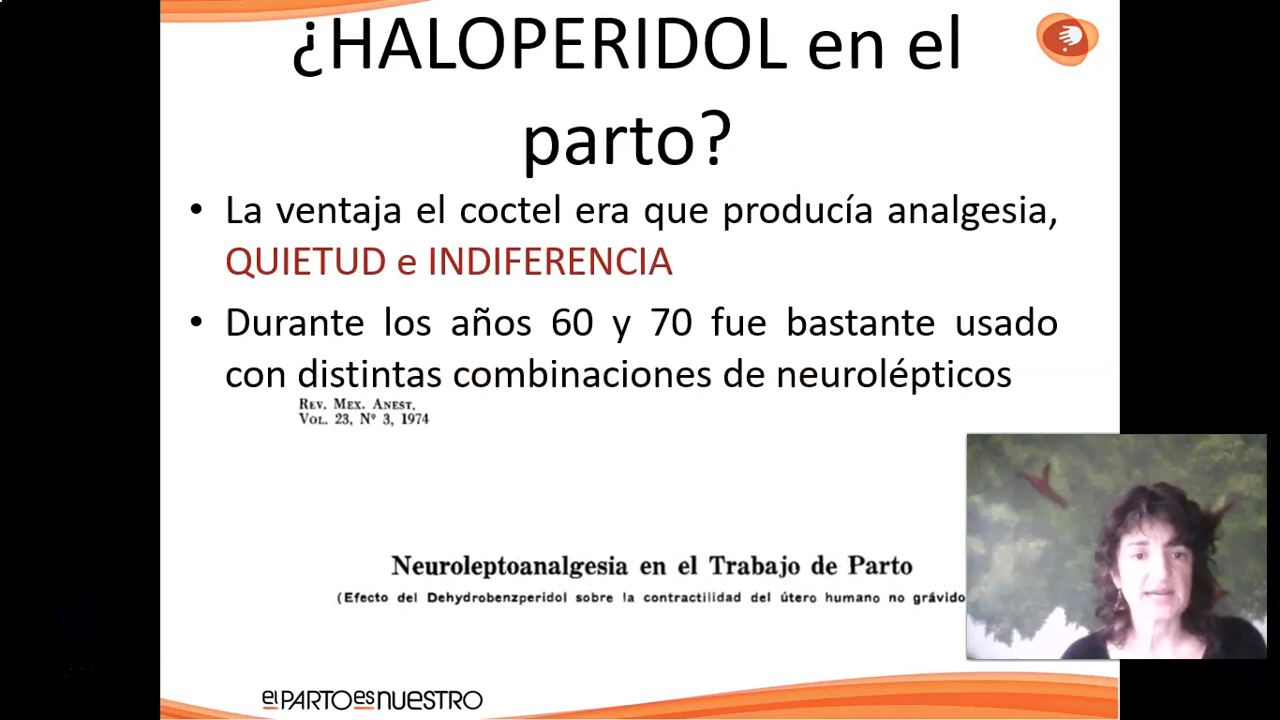 ¿HALOPERIDOL en el
parto?
• La ventaja el coctel era que producía analgesia,
QUIETUD e INDIFERENCIA
• Durante los años 60 y 70 fue bastante usado
con distintas combinaciones de neurolépticos
Rev. Mex. Anest.
Vol. 23, Nº 3, 1974
Neuroleptoanalgesia en el Trabajo de Parto
(Efecto del Dehydrobenzperidol sobre la contractilidad del útero humano no grávido
elPARTOesNUESTRO